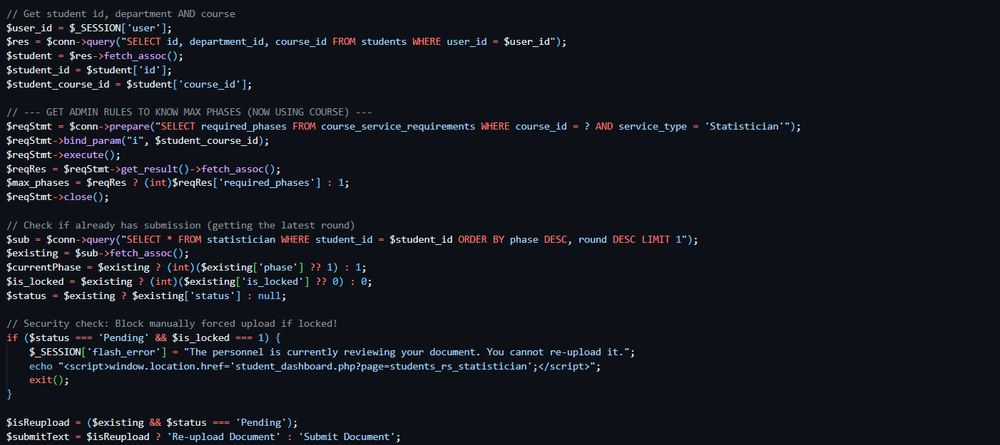 // Get student id, department AND course
$user_id = $_SESSION['user'];
$res = $conn->query("SELECT id, department_id, course_id FROM students WHERE user_id = $user_id");
$student = $res->fetch_assoc();
$student_id = $student['id'];
$student_course_id = $student['course_id'];

// --- GET ADMIN RULES TO KNOW MAX PHASES (NOW USING COURSE) ---
$reqStmt = $conn->prepare("SELECT required_phases FROM course_service_requirements WHERE course_id = ? AND service_type = 'Statistician'");
$reqStmt->bind_param("i", $student_course_id);
$reqStmt->execute();
$reqRes = $reqStmt->get_result()->fetch_assoc();
$max_phases = $reqRes ? (int)$reqRes['required_phases'] : 1;
$reqStmt->close();

// Check if already has submission (getting the latest round)
$sub = $conn->query("SELECT * FROM statistician WHERE student_id = $student_id ORDER BY phase DESC, round DESC LIMIT 1");
$existing = $sub->fetch_assoc();
$currentPhase = $existing ? (int)($existing['phase'] ?? 1) : 1;
$is_locked = $existing ? (int)($existing['is_locked'] ?? 0) : 0;
$status = $existing ? $existing['status'] : null;

// Security check: Block manually forced upload if locked!
if ($status === 'Pending' && $is_locked === 1) {
    $_SESSION['flash_error'] = "The personnel is currently reviewing your document. You cannot re-upload it.";
    echo "<script>window.location.href='student_dashboard.php?page=students_rs_statistician';</script>";
    exit();
}

$isReupload = ($existing && $status === 'Pending');
$submitText = $isReupload ? 'Re-upload Document' : 'Submit Document';